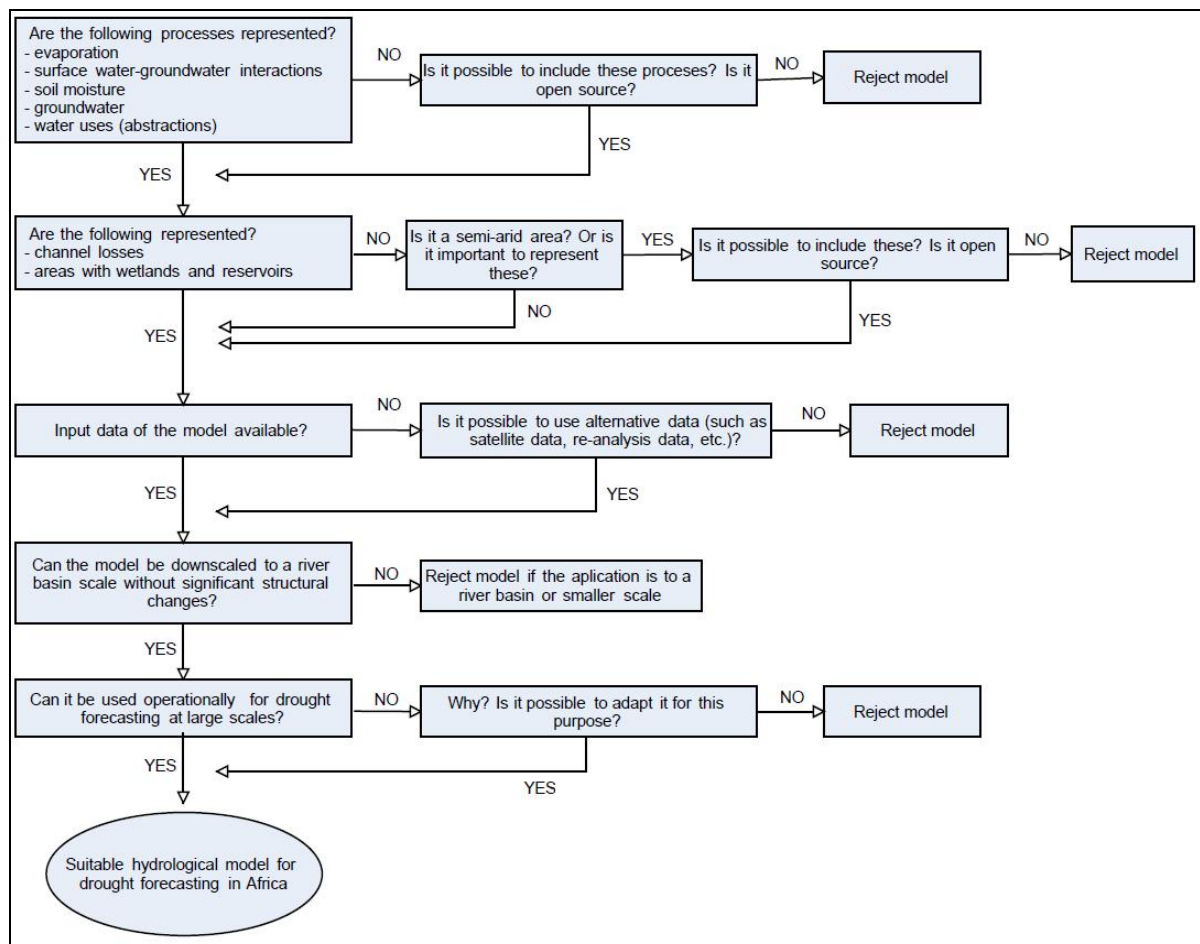 Are the following processes represented?
- evaporation
- surface water-groundwater interactions
- soil moisture
- groundwater
- water uses (abstractions)
NO
Is it possible to include these proceses? Is it
open source?
NO
Reject model
YES
YES
Are the following represented?
- channel losses
- areas with wetlands and reservoirs
NO
Is it a semi-arid area? Or is
it important to represent
these?
YES
Is it possible to include these? Is it open
source?
NO
Reject model
NO
YES
YES
Input data of the model available?
NO
Is it possible to use alternative data (such as
satellite data, re-analysis data, etc.)?
NO
Reject model
YES
YES
Can the model be downscaled to a river
basin scale without significant structural
changes?
NO
Reject model if the aplication is to a
river basin or smaller scale
YES
Can it be used operationally for drought
forecasting at large scales?
NO
Why? Is it possible to adapt it for this
purpose?
NO
Reject model
YES
YES
Suitable hydrological model for
drought forecasting in Africa